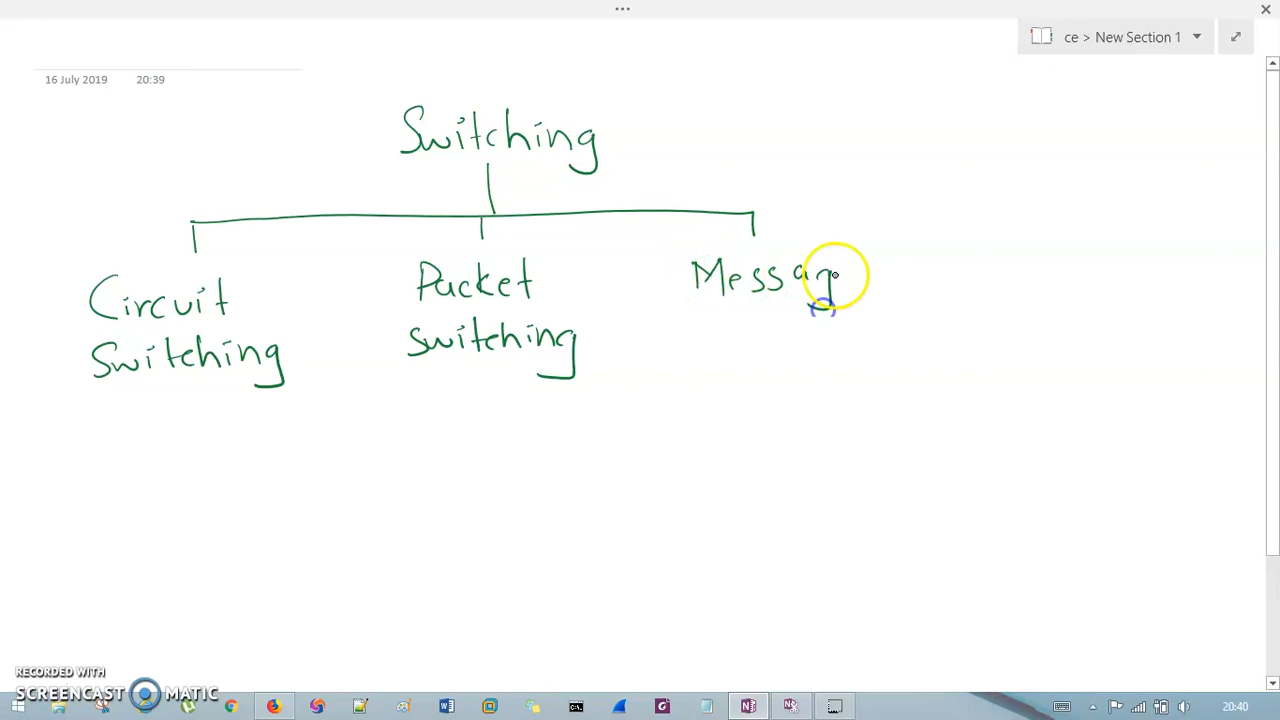 ce > New Section 1
16 July 2019 20:39
Switching
Circuit
Switching
Packet
switching
Messag
RECORDED WITH
SCREENCAST MATIC
20:40